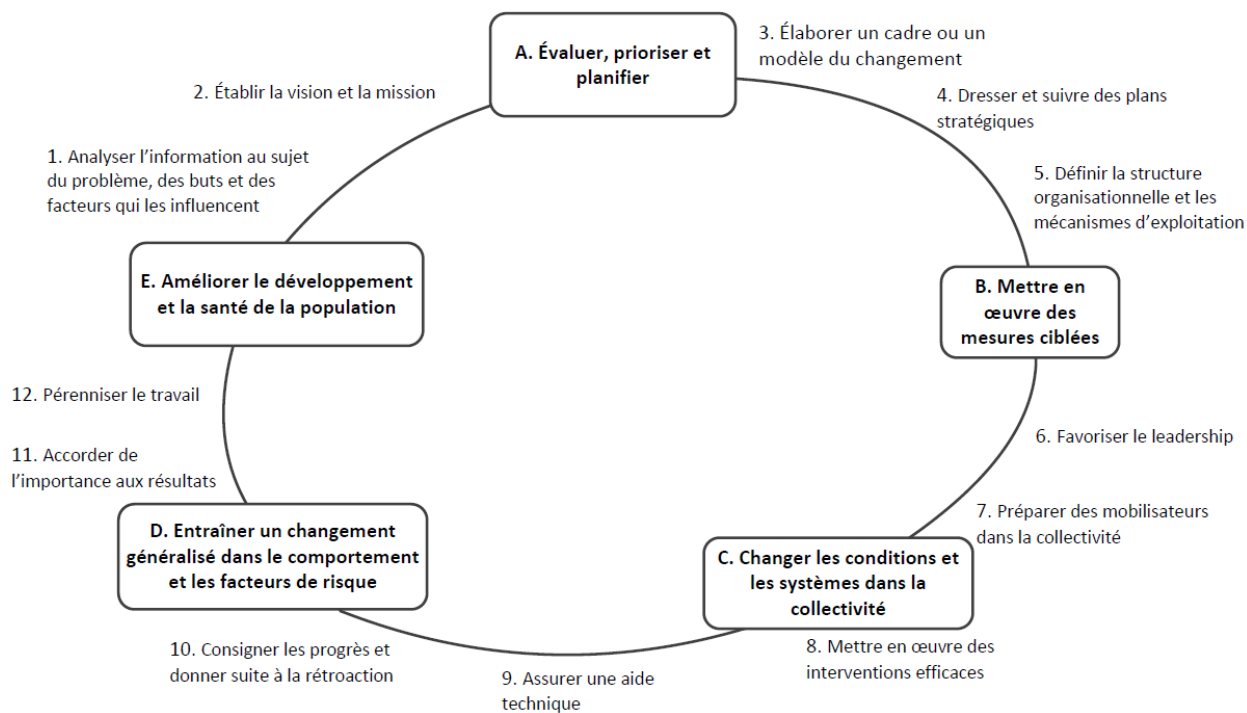 A. Évaluer, prioriser et
planifier
3. Élaborer un cadre ou un
modèle du changement
2. Établir la vision et la mission
4. Dresser et suivre des plans
stratégiques
1. Analyser l’information au sujet
du problème, des buts et des
facteurs qui les influencent
5. Définir la structure
organisationnelle et les
mécanismes d’exploitation
E. Améliorer le développement
et la santé de la population
B. Mettre en
œuvre des
mesures ciblées
12. Pérenniser le travail
6. Favoriser le leadership
11. Accorder de
l’importance aux résultats
7. Préparer des mobilisateurs
dans la collectivité
D. Entraîner un changement
généralisé dans le comportement
et les facteurs de risque
C. Changer les conditions et
les systèmes dans la
collectivité
10. Consigner les progrès et
donner suite à la rétroaction
8. Mettre en œuvre des
interventions efficaces
9. Assurer une aide
technique